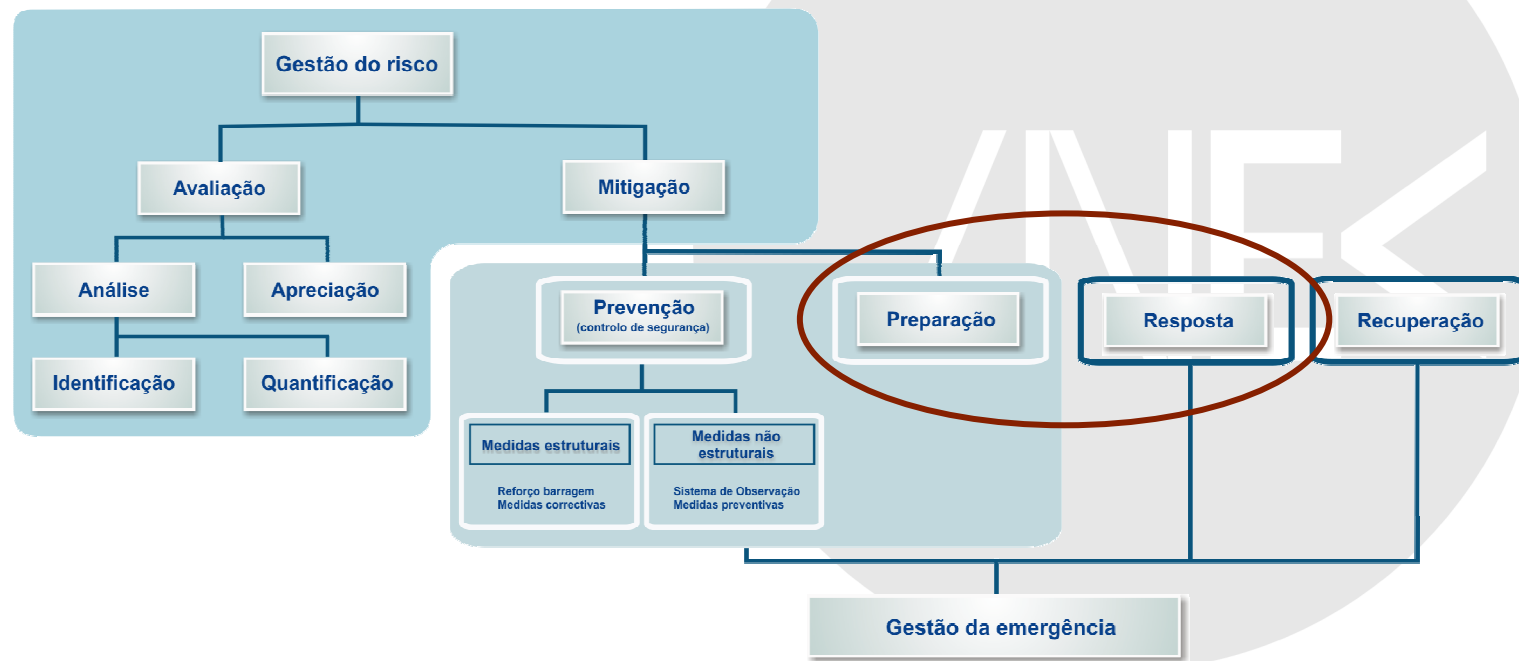 Gestão do risco
Avaliação
Mitigação
Análise
Apreciação
Prevenção
(controlo de segurança)
Preparação
Resposta
Recuperação
Identificação
Quantificação
Medidas estruturais
Medidas não
estruturais
Reforço barragem
Medidas correctivas
Sistema de Observação
Medidas preventivas
Gestão da emergência